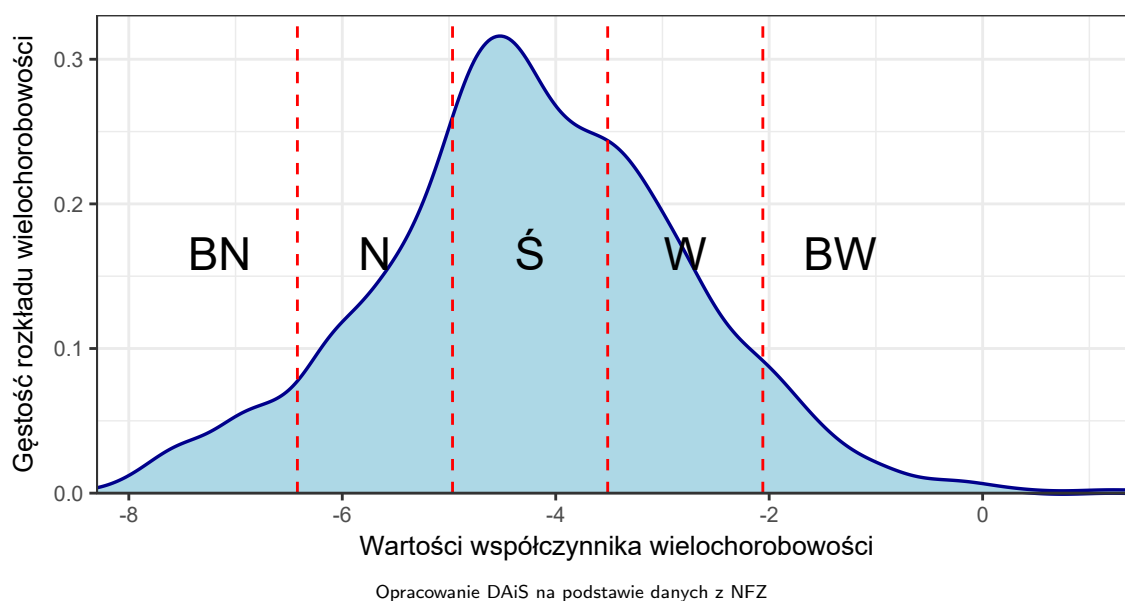 Gęstość rozkładu wielochorobowości
0.3
0.2
0.1
0.0
BN N Ś W BW
-8 -6 -4 -2 0
Wartości współczynnika wielochorobowości
Opracowanie DAiS na podstawie danych z NFZ